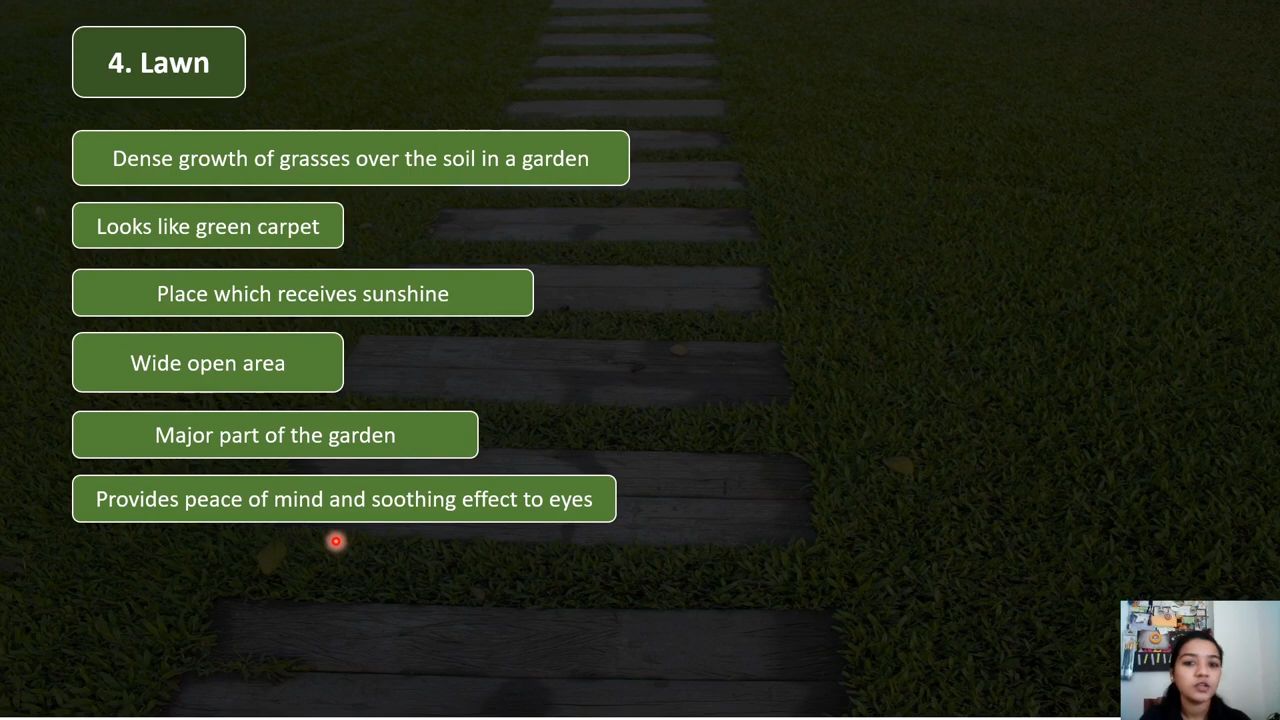 4. Lawn
Dense growth of grasses over the soil in a garden
Looks like green carpet
Place which receives sunshine
Wide open area
Major part of the garden
Provides peace of mind and soothing effect to eyes